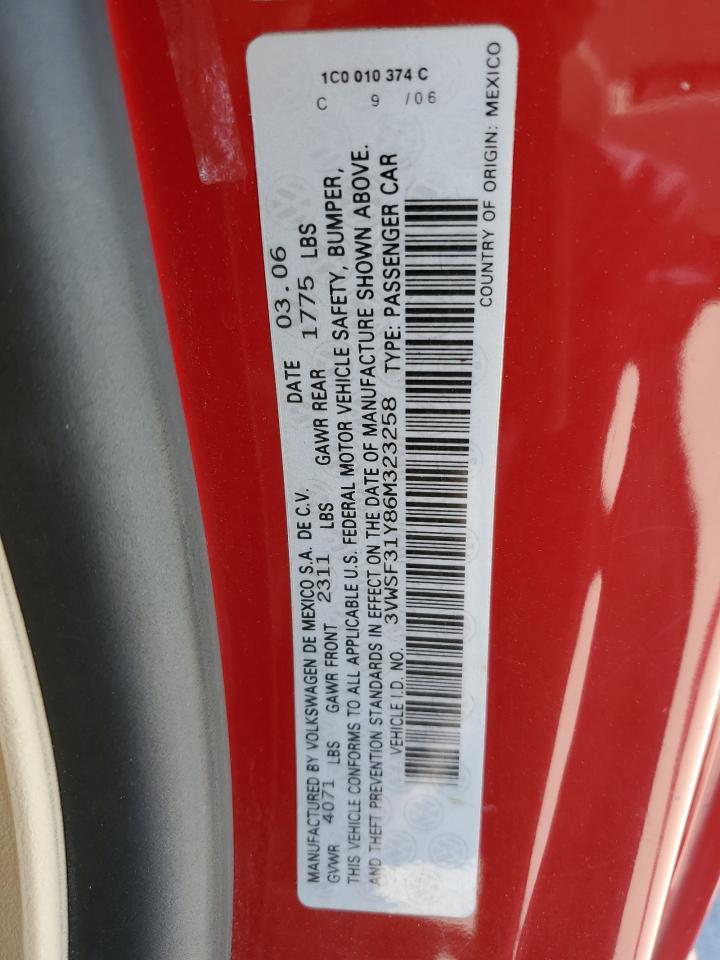 1C0 010 374 C
C 9 /06
MANUFACTURED BY VOLKSWAGEN DE MEXICO S.A. DE C.V. DATE 03.06
GVWR 4071 LBS GAWR FRONT 2311 LBS GAWR REAR 1775 LBS
THIS VEHICLE CONFORMS TO ALL APPLICABLE U.S. FEDERAL MOTOR VEHICLE SAFETY, BUMPER,
AND THEFT PREVENTION STANDARDS IN EFFECT ON THE DATE OF MANUFACTURE SHOWN ABOVE.
VEHICLE I.D. NO. 3VWSF31Y86M323258 TYPE: PASSENGER CAR
COUNTRY OF ORIGIN: MEXICO